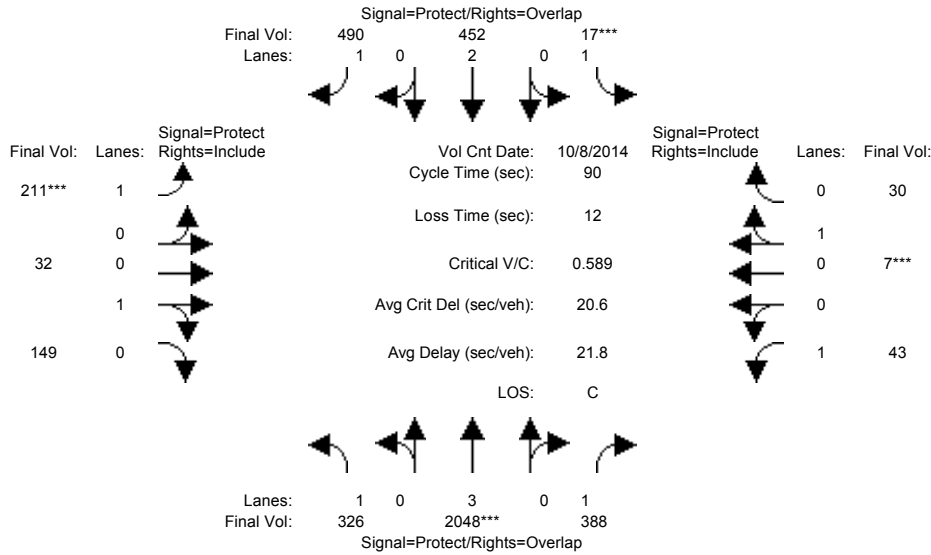 Signal=Protect/Rights=Overlap
Final Vol: 490 452 17***
Lanes: 1 0 2 0 1
Signal=Protect Signal=Protect
Final Vol: Lanes: Rights=Include Vol Cnt Date: 10/8/2014 Rights=Include Lanes: Final Vol:
Cycle Time (sec): 90
211*** 1 0 30
Loss Time (sec): 12
0 1
32 0 Critical V/C: 0.589 0 7***
1 Avg Crit Del (sec/veh): 20.6 0
149 0 Avg Delay (sec/veh): 21.8 1 43
LOS: C
Lanes: 1 0 3 0 1
Final Vol: 326 2048*** 388
Signal=Protect/Rights=Overlap